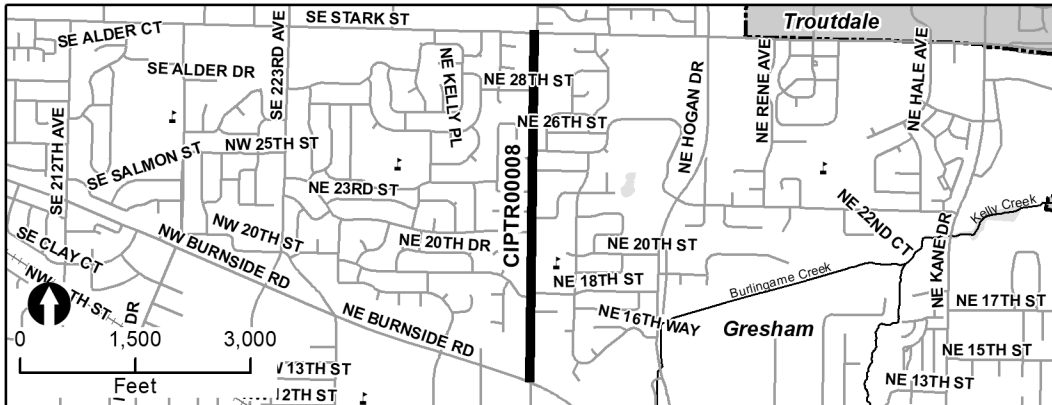 SE STARK ST
Troutdale
SE ALDER CT
SE 223RD AVE
NE KELLY PL
NE HOGAN DR
NE RENE AVE
NE HALE AVE
SE ALDER DR
NE 28TH ST
SE 212TH AVE
NE 26TH ST
NW 25TH ST
SE SALMON ST
CIPTR00008
NE 23RD ST
NE 22ND CT
Kelly Creek
NW 20TH ST
NE 20TH DR
NE 20TH ST
NE KANE DR
SE CLAY CT
NW BURNSIDE RD
NE 18TH ST
Burlingame Creek
NE 17TH ST
DR
NE BURNSIDE RD
NE 16TH WAY
Gresham
0 1,500 3,000
Feet
13TH ST
NE 15TH ST
NE 13TH ST
2TH ST